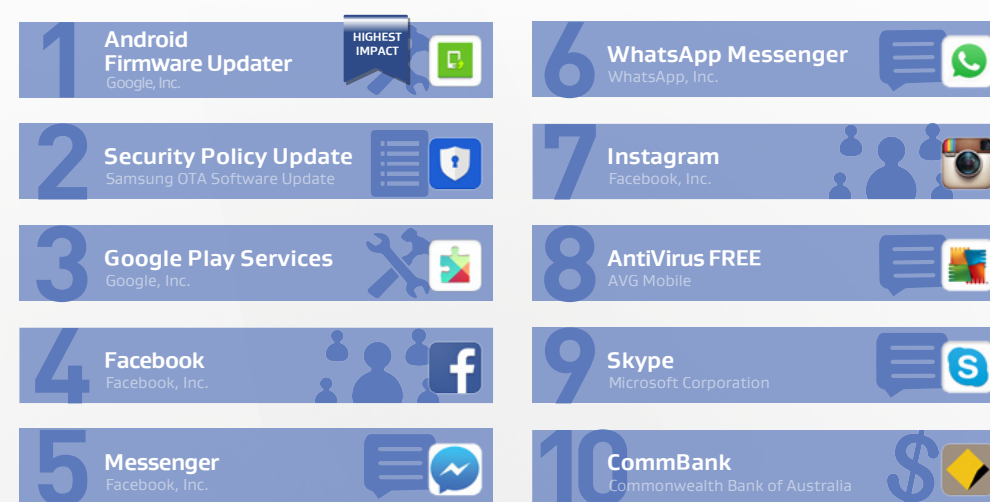 1
Android
Firmware Updater
Google, Inc.
HIGHEST
IMPACT
2
Security Policy Update
Samsung OTA Software Update
3
Google Play Services
Google, Inc.
4
Facebook
Facebook, Inc.
f
5
Messenger
Facebook, Inc.
6
WhatsApp Messenger
WhatsApp, Inc.
7
Instagram
Facebook, Inc.
8
AntiVirus FREE
AVG Mobile
9
Skype
Microsoft Corporation
S
10
CommBank
Commonwealth Bank of Australia
$